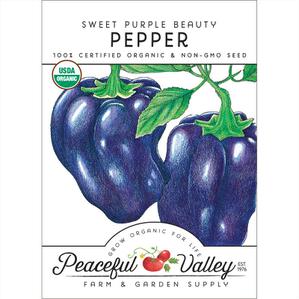 SWEET PURPLE BEAUTY
PEPPER
100% CERTIFIED ORGANIC & NON-GMO SEED
USDA
ORGANIC
GROW ORGANIC FOR LIFE
Peaceful Valley
EST.
1976
FARM & GARDEN SUPPLY